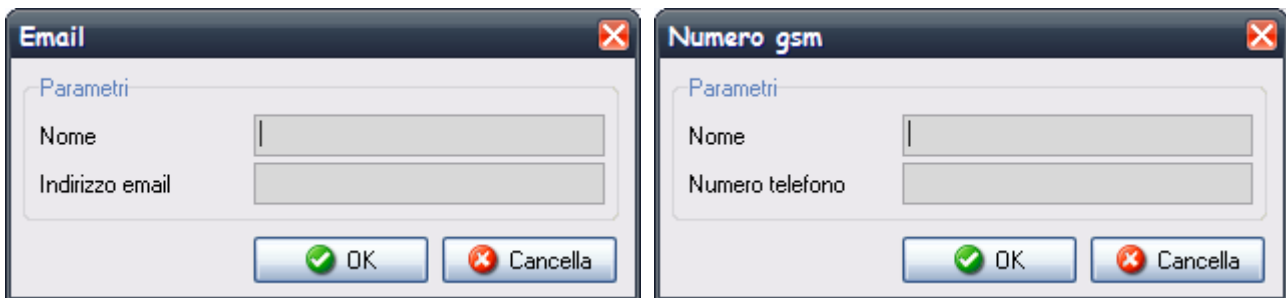 Email
Parametri
Nome
Indirizzo email
OK
Cancella
Numero gsm
Parametri
Nome
Numero telefono
OK
Cancella